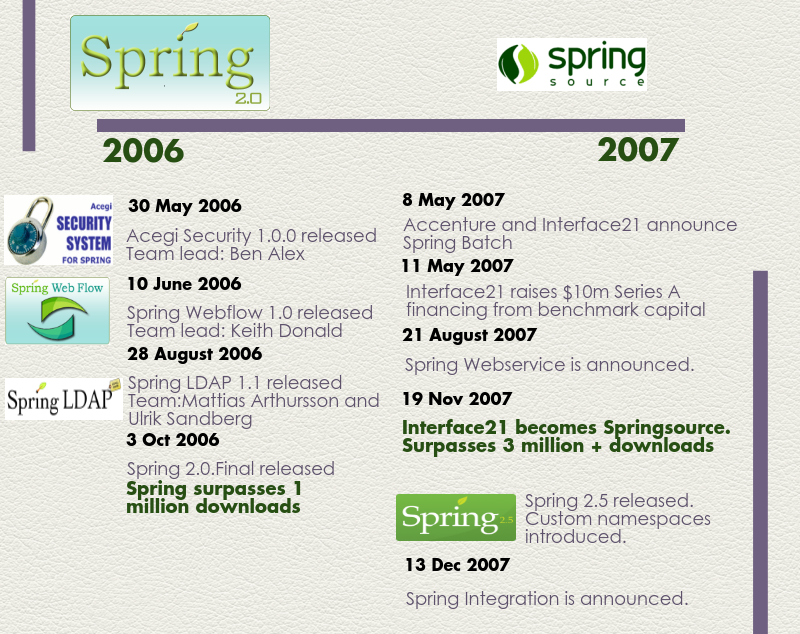 Spring
2.0
spring
source
2006
2007
Acegi
SECURITY
SYSTEM
FOR SPRING
30 May 2006
Acegi Security 1.0.0 released
Team lead: Ben Alex
Spring Web Flow
10 June 2006
Spring Webflow 1.0 released
Team lead: Keith Donald
28 August 2006
Spring LDAP
Spring LDAP 1.1 released
Team:Mattias Arthursson and
Ulrik Sandberg
3 Oct 2006
Spring 2.0.Final released
Spring surpasses 1
million downloads
8 May 2007
Accenture and Interface21 announce
Spring Batch
11 May 2007
Interface21 raises $10m Series A
financing from benchmark capital
21 August 2007
Spring Webservice is announced.
19 Nov 2007
Interface21 becomes Springsource.
Surpasses 3 million + downloads
Spring 2.5
Spring 2.5 released.
Custom namespaces
introduced.
13 Dec 2007
Spring Integration is announced.